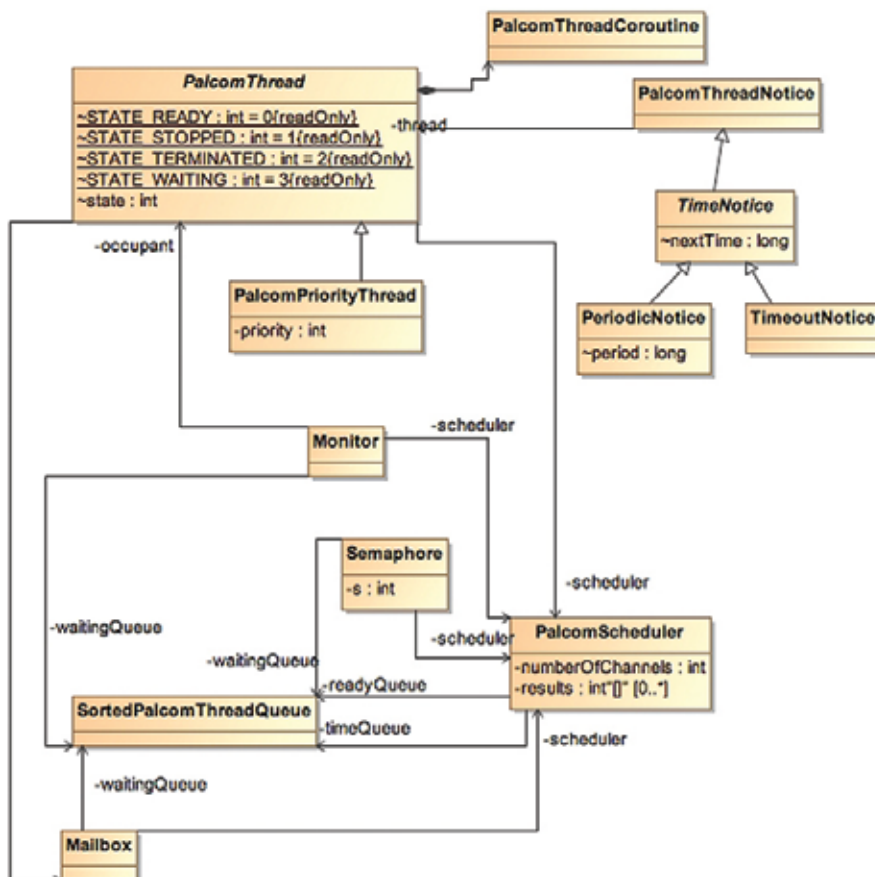 PalcomThreadCoroutine
PalcomThread
~STATE_READY : int = 0{readOnly}
~STATE_STOPPED : int = 1{readOnly}
~STATE_TERMINATED : int = 2{readOnly}
~STATE_WAITING : int = 3{readOnly}
~state : int
PalcomThreadNotice
-thread
TimeNotice
~nextTime : long
-occupant
PalcomPriorityThread
-priority : int
PeriodicNotice
~period : long
TimeoutNotice
-scheduler
Monitor
Semaphore
-s : int
-scheduler
-waitingQueue
-scheduler
PalcomScheduler
-numberOfChannels : int
-results : int"[]" [0..*]
-waitingQueue
-readyQueue
SortedPalcomThreadQueue
-timeQueue
-scheduler
-waitingQueue
Mailbox